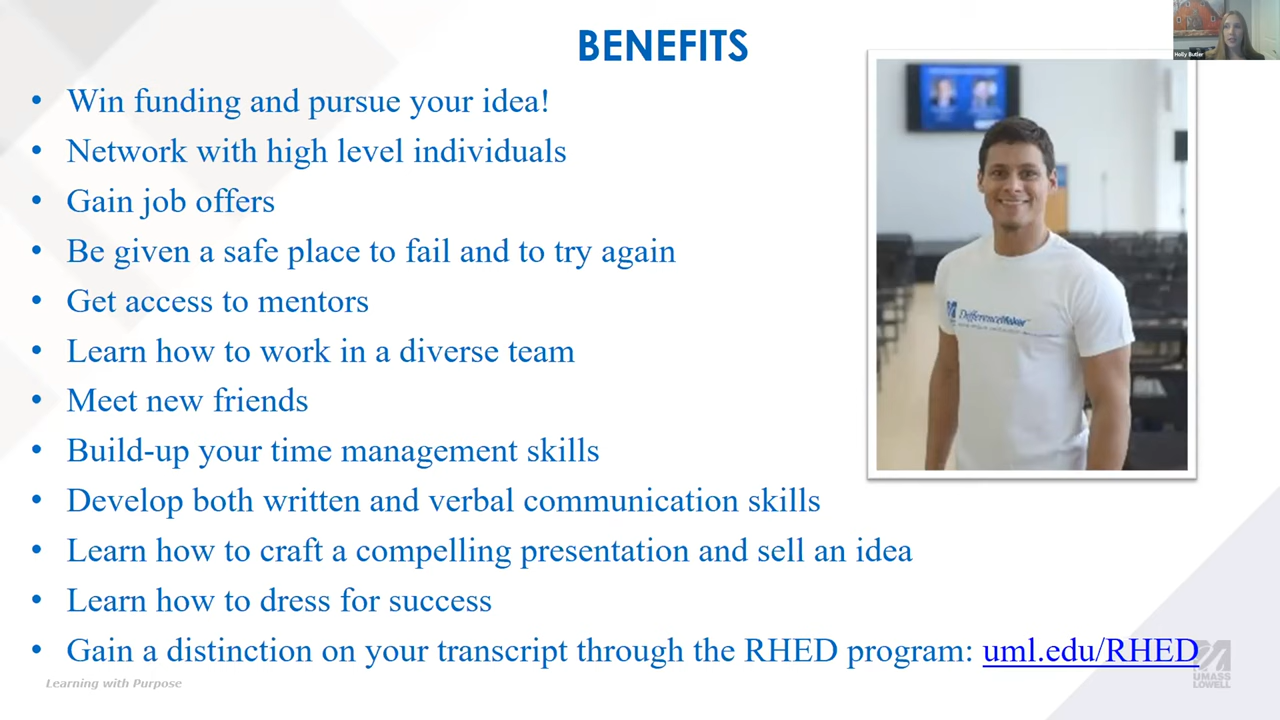 BENEFITS
Holly Butler
• Win funding and pursue your idea!
• Network with high level individuals
• Gain job offers
• Be given a safe place to fail and to try again
• Get access to mentors
• Learn how to work in a diverse team
• Meet new friends
• Build-up your time management skills
• Develop both written and verbal communication skills
• Learn how to craft a compelling presentation and sell an idea
• Learn how to dress for success
• Gain a distinction on your transcript through the RHED program: uml.edu/RHED
DifferenceMaker
Learning with Purpose
UMASS
LOWELL